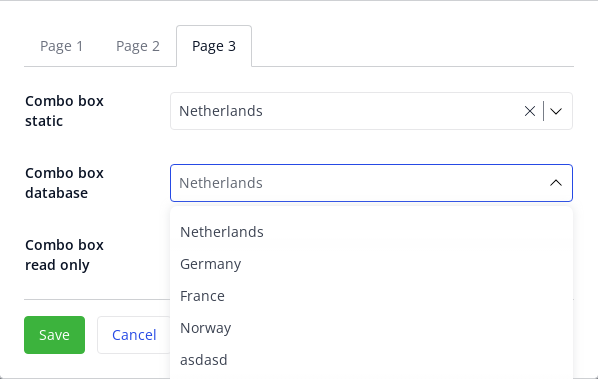 Page 1 Page 2 Page 3
Combo box
static
Netherlands
Combo box
database
Netherlands
Netherlands
Germany
France
Norway
asdasd
Combo box
read only
Save Cancel